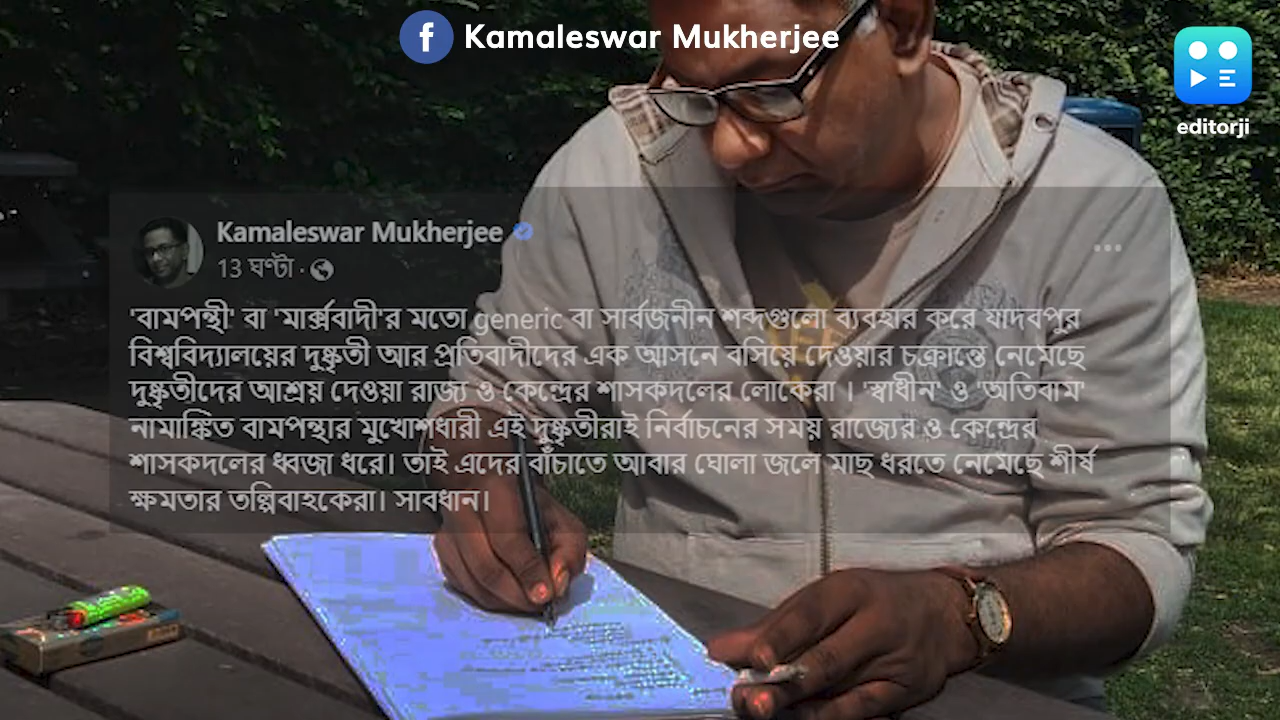 Kamaleswar Mukherjee
editorji
Kamaleswar Mukherjee
13 ঘণ্টা ·
'বামপন্থী' বা 'মার্ক্সবাদী'র মতো generic বা সার্বজনীন শব্দগুলো ব্যবহার করে যাদবপুর
বিশ্ববিদ্যালয়ের দুষ্কৃতী আর প্রতিবাদীদের এক আসনে বসিয়ে দেওয়ার চক্রান্তে নেমেছে
দুষ্কৃতীদের আশ্রয় দেওয়া রাজ্য ও কেন্দ্রের শাসকদলের লোকেরা । 'স্বাধীন' ও 'অতিবাম'
নামাঙ্কিত বামপন্থার মুখোশধারী এই দুষ্কৃতীরাই নির্বাচনের সময় রাজ্যের ও কেন্দ্রের
শাসকদলের ধ্বজা ধরে। তাই এদের বাঁচাতে আবার ঘোলা জলে মাছ ধরতে নেমেছে শীর্ষ
ক্ষমতার তল্পিবাহকেরা। সাবধান।